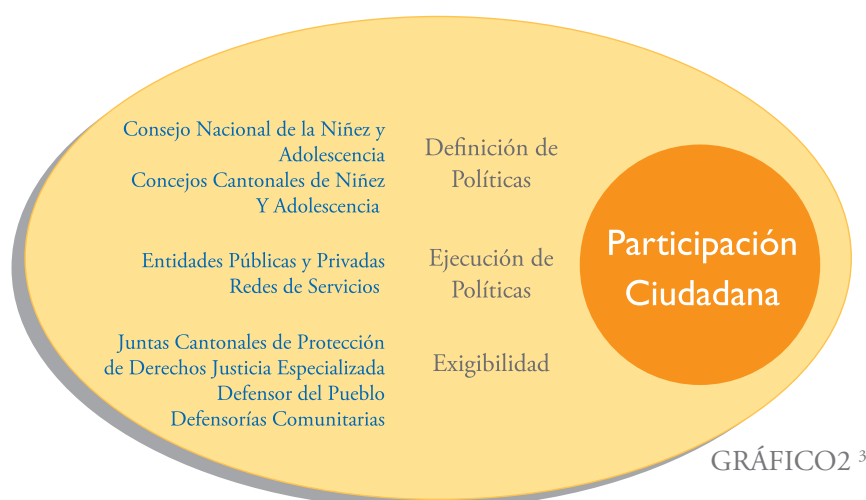 Consejo Nacional de la Niñez y
Adolescencia
Concejos Cantonales de Niñez
Y Adolescencia
Definición de
Políticas
Entidades Públicas y Privadas
Redes de Servicios
Ejecución de
Políticas
Juntas Cantonales de Protección
de Derechos Justicia Especializada
Defensor del Pueblo
Defensorías Comunitarias
Exigibilidad
Participación
Ciudadana
GRÁFICO2 3